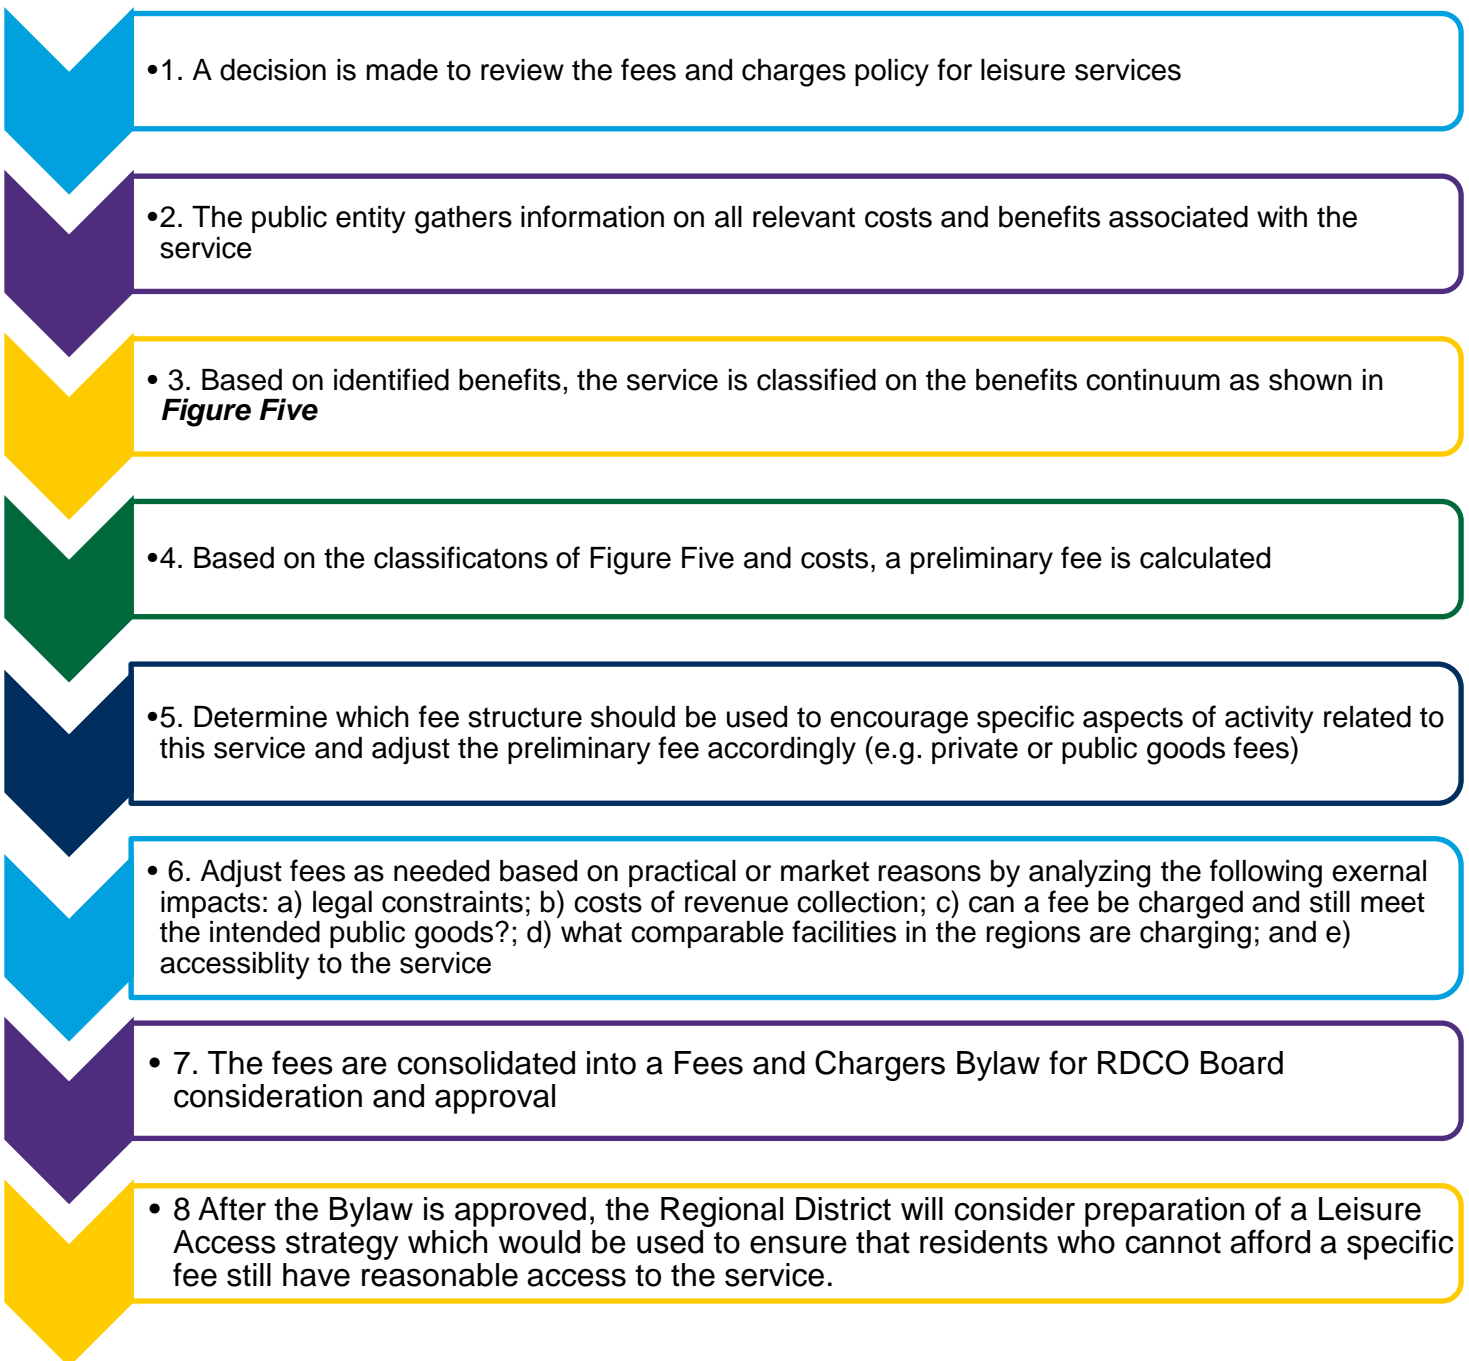 •1. A decision is made to review the fees and charges policy for leisure services
•2. The public entity gathers information on all relevant costs and benefits associated with the
service
• 3. Based on identified benefits, the service is classified on the benefits continuum as shown in
Figure Five
•4. Based on the classificatons of Figure Five and costs, a preliminary fee is calculated
•5. Determine which fee structure should be used to encourage specific aspects of activity related to
this service and adjust the preliminary fee accordingly (e.g. private or public goods fees)
• 6. Adjust fees as needed based on practical or market reasons by analyzing the following exernal
impacts: a) legal constraints; b) costs of revenue collection; c) can a fee be charged and still meet
the intended public goods?; d) what comparable facilities in the regions are charging; and e)
accessiblity to the service
• 7. The fees are consolidated into a Fees and Chargers Bylaw for RDCO Board
consideration and approval
• 8 After the Bylaw is approved, the Regional District will consider preparation of a Leisure
Access strategy which would be used to ensure that residents who cannot afford a specific
fee still have reasonable access to the service.